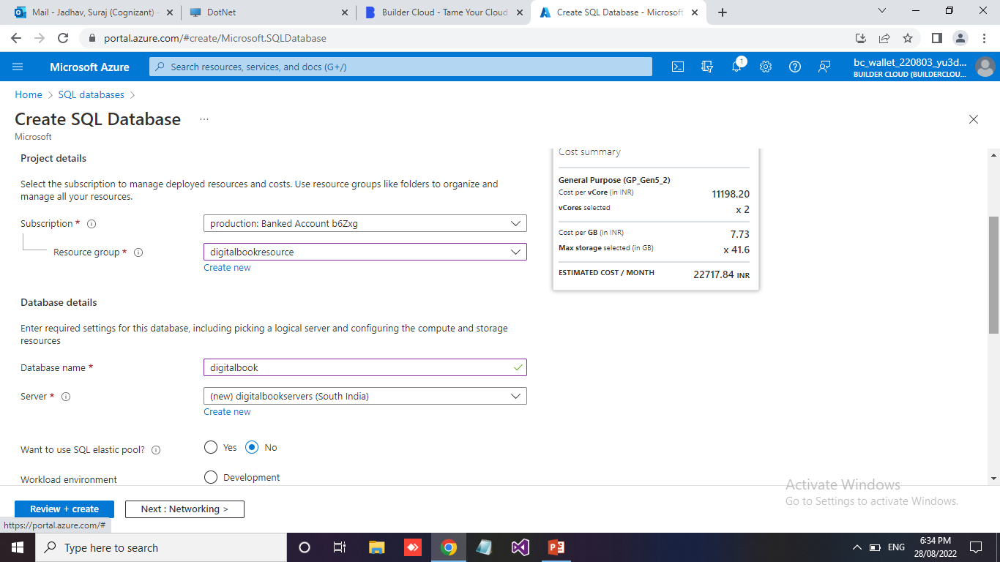 Mail - Jadhav, Suraj (Cognizant) -
DotNet
Builder Cloud - Tame Your Cloud
Create SQL Database - Microsoft
portal.azure.com/#create/Microsoft.SQLDatabase
Microsoft Azure
Search resources, services, and docs (G+/)
1
bc_wallet_220803_yu3d...
BUILDER CLOUD (BUILDERCLOU...
Home > SQL databases >
Create SQL Database ...
Microsoft
Project details
Select the subscription to manage deployed resources and costs. Use resource groups like folders to organize and
manage all your resources.
Subscription *
production: Banked Account b6Zxg
Resource group *
digitalbookresource
Create new
Database details
Enter required settings for this database, including picking a logical server and configuring the compute and storage
resources
Database name *
digitalbook
Server *
(new) digitalbookservers (South India)
Create new
Want to use SQL elastic pool?
Yes
No
Workload environment
Development
Cost summary
General Purpose (GP_Gen5_2)
Cost per vCore (in INR)
11198.20
vCores selected
x 2
Cost per GB (in INR)
7.73
Max storage selected (in GB)
x 41.6
ESTIMATED COST / MONTH
22717.84 INR
Activate Windows
Go to Settings to activate Windows.
Review + create
Next : Networking >
https://portal.azure.com/#
Type here to search
ENG
6:34 PM
28/08/2022